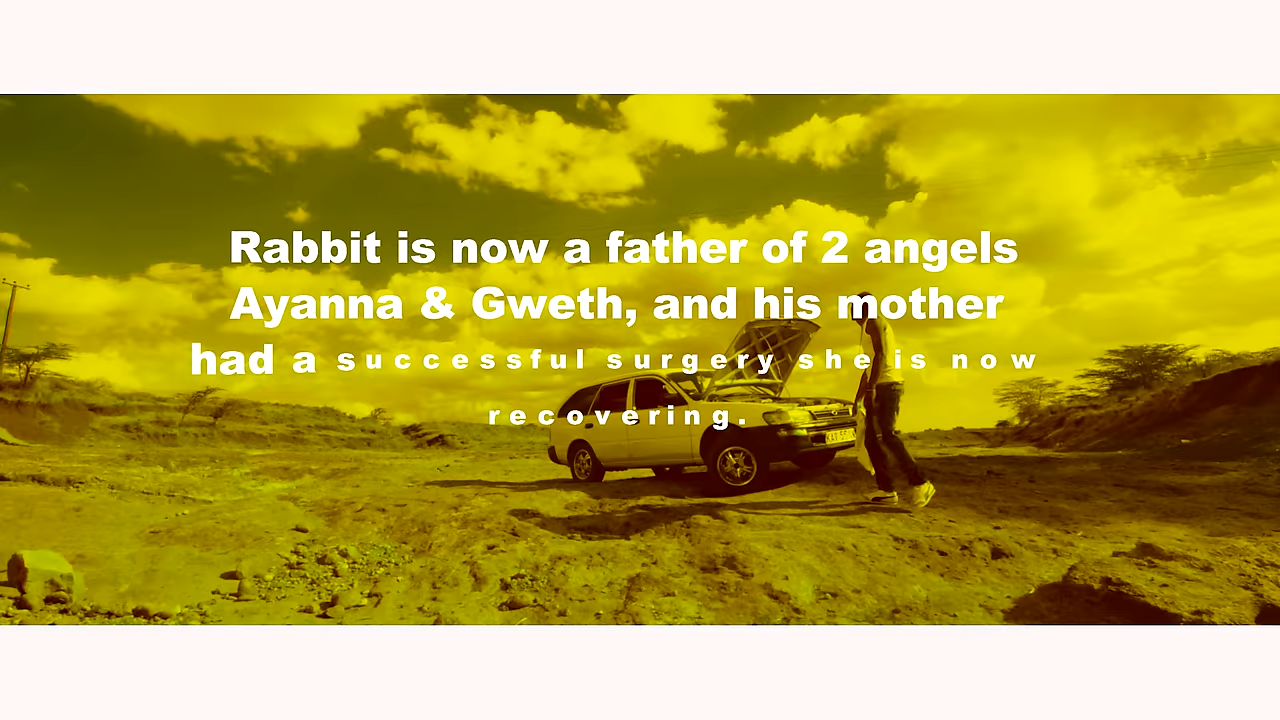 Rabbit is now a father of 2 angels
Ayanna & Gweth, and his mother
had a successful surgery she is now
recovering.